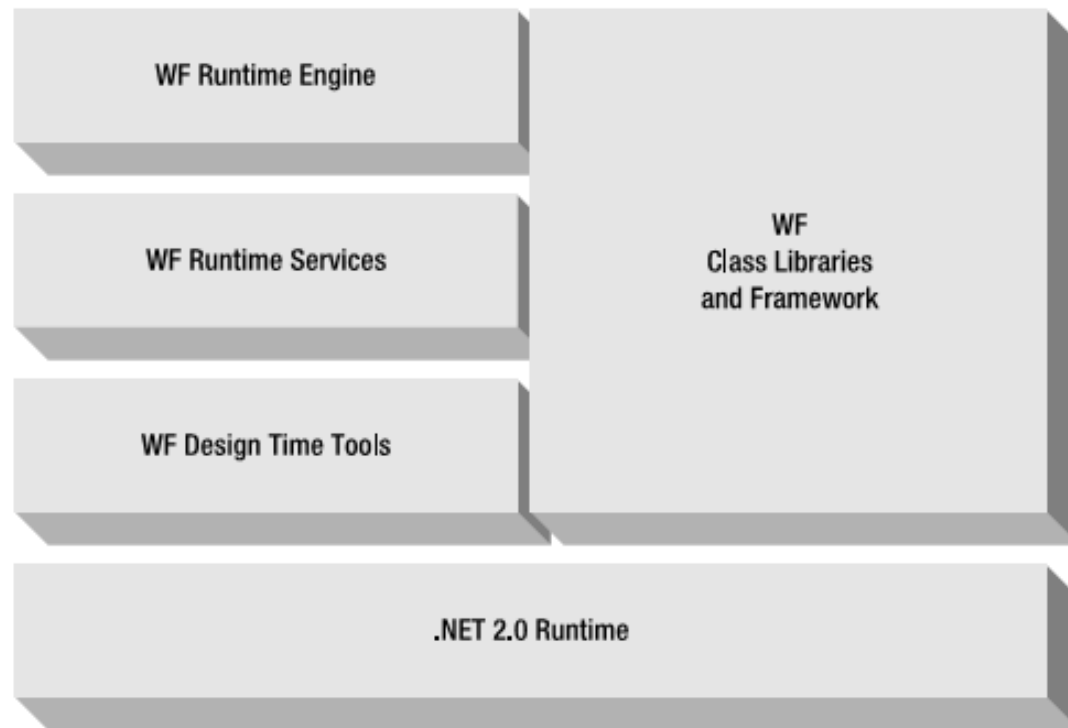 WF Runtime Engine
WF Runtime Services
WF Design Time Tools
WF
Class Libraries
and Framework
.NET 2.0 Runtime